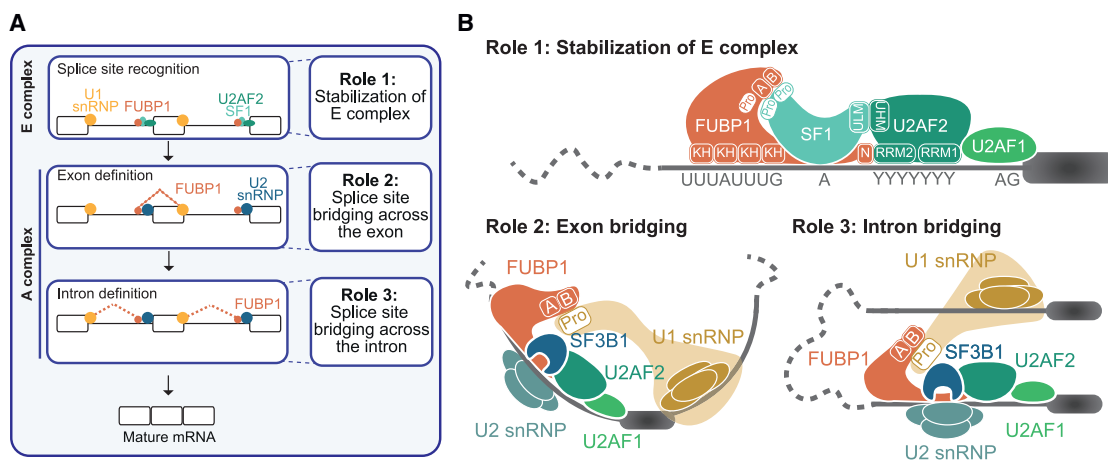 A
E complex
Splice site recognition
U1
snRNP
FUBP1
U2AF2
SF1
Role 1:
Stabilization of
E complex
A complex
Exon definition
FUBP1
U2
snRNP
Role 2:
Splice site
bridging across
the exon
Intron definition
FUBP1
Role 3:
Splice site
bridging across
the intron
Mature mRNA
B
Role 1: Stabilization of E complex
Pro A B
Pro Pro
FUBP1
SF1
ULM
UHM
U2AF2
U2AF1
KH KH KH KH
N
RRM2 RRM1
UUUAUUUG
A
YYYYYYY
AG
Role 2: Exon bridging
FUBP1
A B
Pro
SF3B1
U1 snRNP
U2AF2
U2 snRNP
U2AF1
Role 3: Intron bridging
U1 snRNP
A B
Pro
FUBP1
SF3B1
U2AF2
U2AF1
U2 snRNP